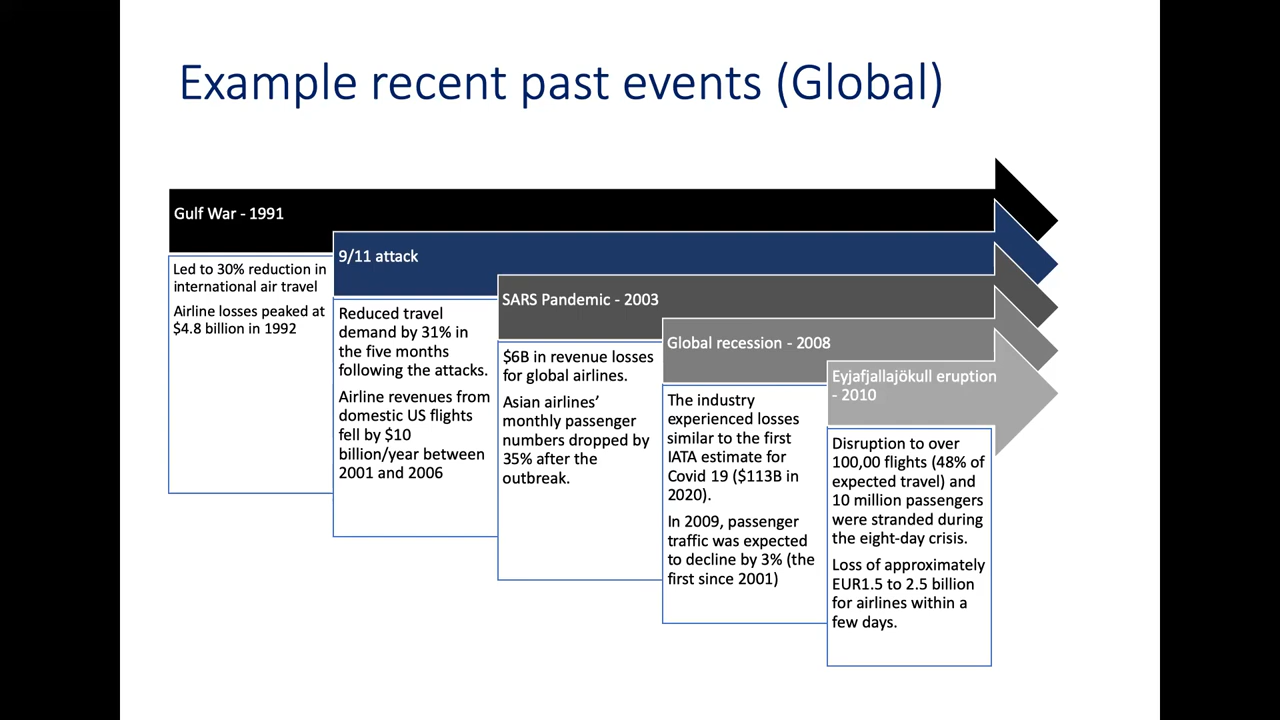 Example recent past events (Global)
Gulf War - 1991
Led to 30% reduction in
international air travel
Airline losses peaked at
$4.8 billion in 1992
9/11 attack
Reduced travel
demand by 31% in
the five months
following the attacks.
Airline revenues from
domestic US flights
fell by $10
billion/year between
2001 and 2006
SARS Pandemic - 2003
$6B in revenue losses
for global airlines.
Asian airlines’
monthly passenger
numbers dropped by
35% after the
outbreak.
Global recession - 2008
The industry
experienced losses
similar to the first
IATA estimate for
Covid 19 ($113B in
2020).
In 2009, passenger
traffic was expected
to decline by 3% (the
first since 2001)
Eyjafjallajökull eruption
- 2010
Disruption to over
100,00 flights (48% of
expected travel) and
10 million passengers
were stranded during
the eight-day crisis.
Loss of approximately
EUR1.5 to 2.5 billion
for airlines within a
few days.